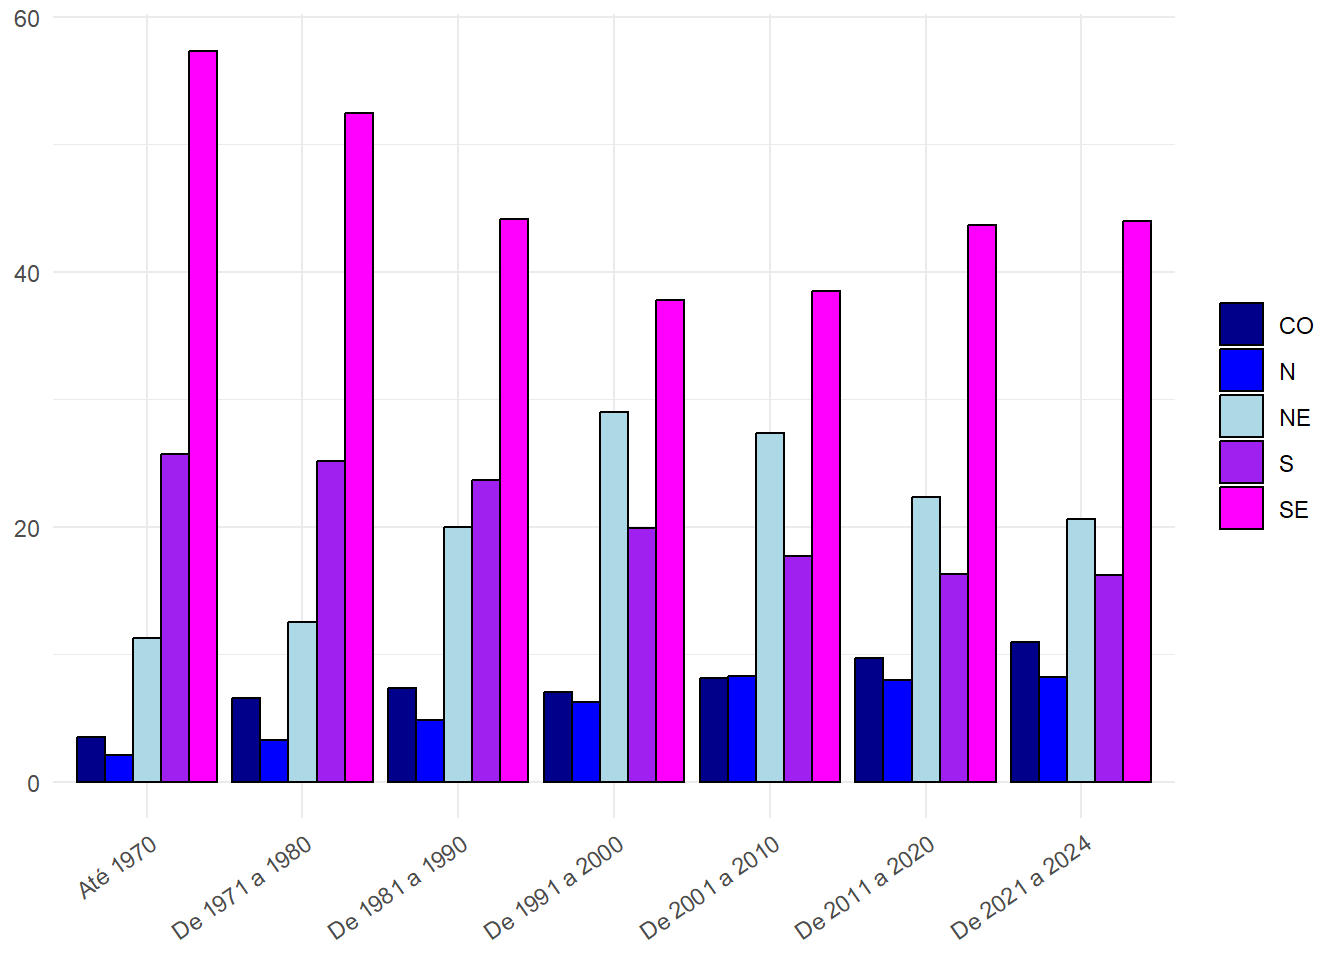 60
40
20
0
Até 1970
De 1971 a 1980
De 1981 a 1990
De 1991 a 2000
De 2001 a 2010
De 2011 a 2020
De 2021 a 2024
CO
N
NE
S
SE